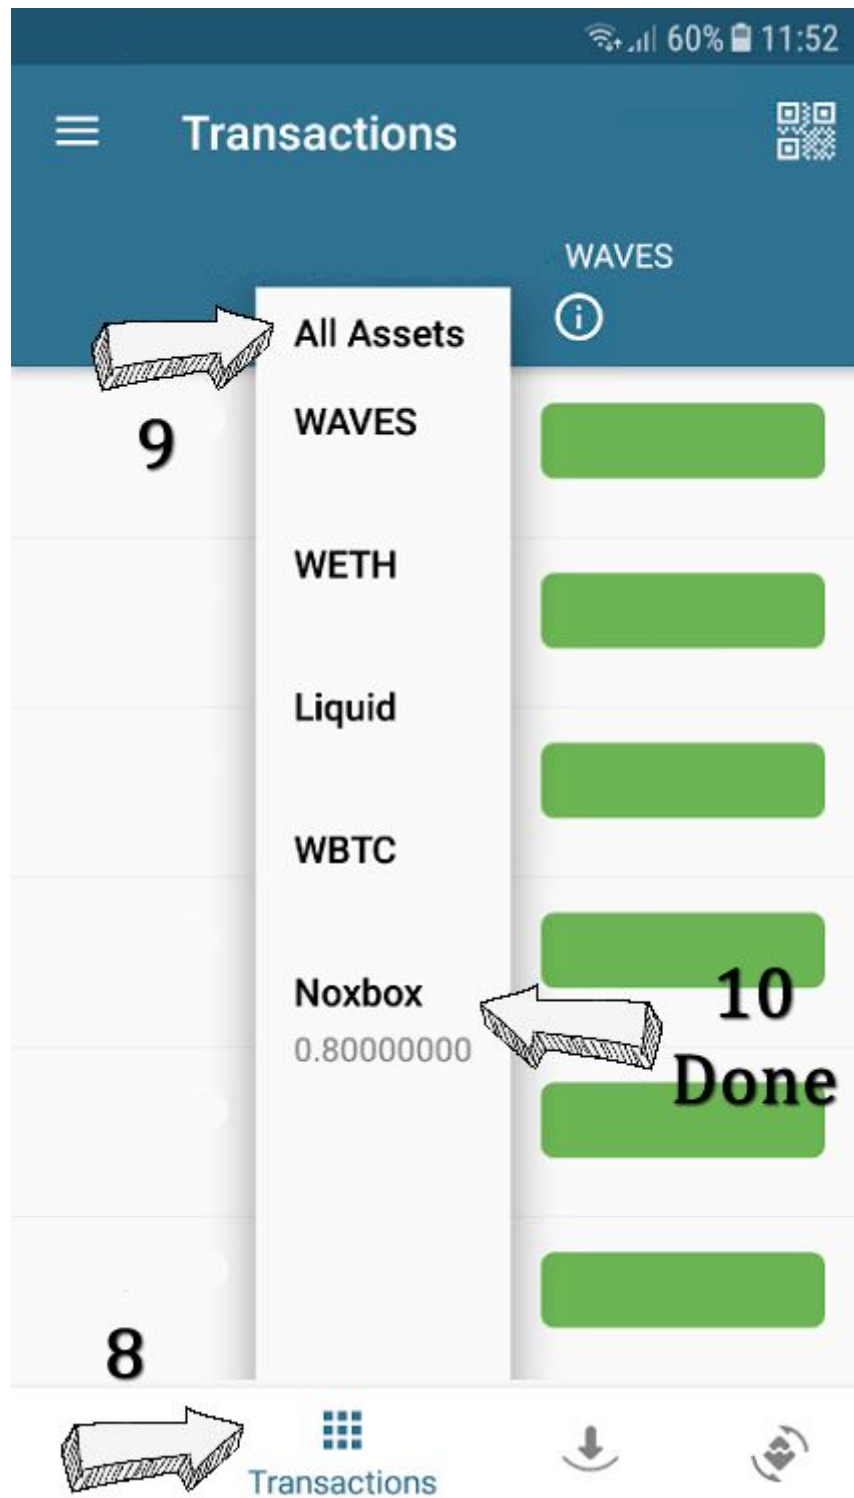 60% 11:52
Transactions
WAVES
All Assets
9
WAVES
WETH
Liquid
WBTC
Noxbox
0.80000000
10
Done
8
Transactions